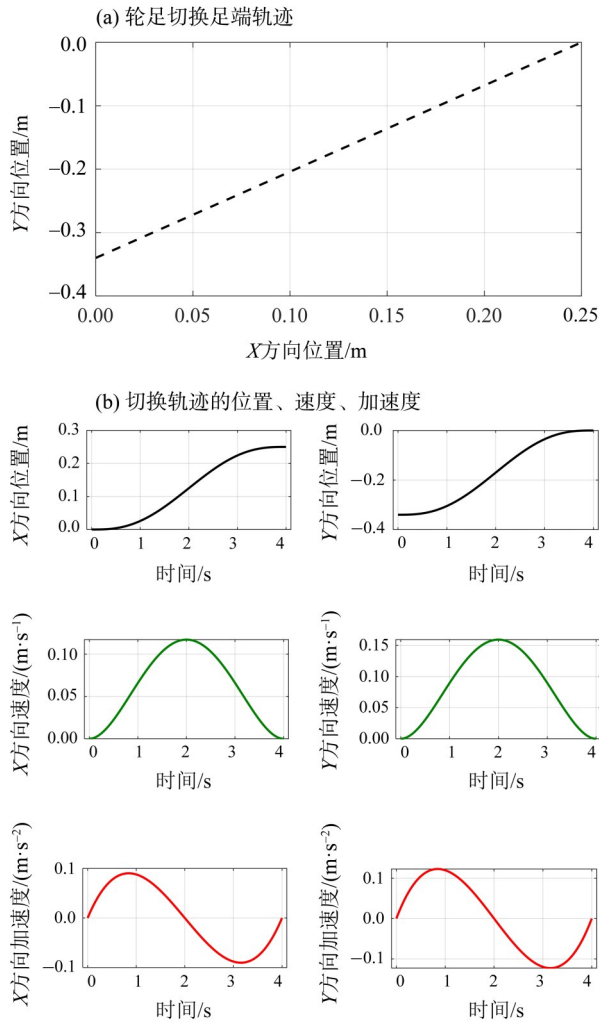 (a) 轮足切换足端轨迹
0.0
−0.1
−0.2
−0.3
−0.4
Y方向位置/m
0.00 0.05 0.10 0.15 0.20 0.25
X方向位置/m
(b) 切换轨迹的位置、速度、加速度
0.3
0.2
0.1
0.0
X方向位置/m
0 1 2 3 4
时间/s
0.0
−0.2
−0.4
Y方向位置/m
0 1 2 3 4
时间/s
0.10
0.05
0.00
X方向速度/(m·s⁻¹)
0 1 2 3 4
时间/s
0.15
0.10
0.05
0.00
Y方向速度/(m·s⁻¹)
0 1 2 3 4
时间/s
0.1
0.0
−0.1
X方向加速度/(m·s⁻²)
0 1 2 3 4
时间/s
0.1
0.0
−0.1
Y方向加速度/(m·s⁻²)
0 1 2 3 4
时间/s